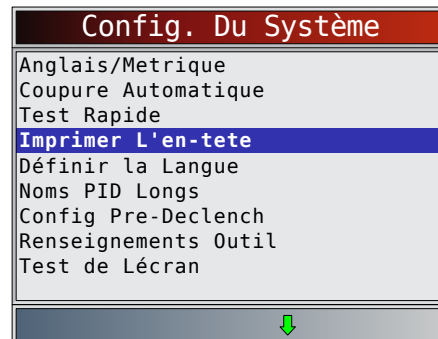 Config. Du Système
Anglais/Metrique
Coupure Automatique
Test Rapide
Imprimer L'en-tete
Définir la Langue
Noms PID Longs
Config Pre-Declench
Renseignements Outil
Test de Lécran